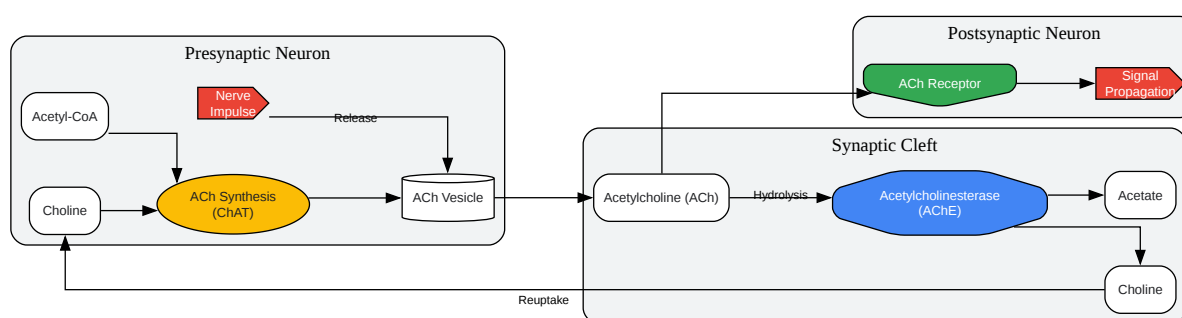 Presynaptic Neuron
Acetyl-CoA
Nerve
Impulse
Release
Choline
ACh Synthesis
(ChAT)
ACh Vesicle
Postsynaptic Neuron
ACh Receptor
Signal
Propagation
Synaptic Cleft
Acetylcholine (ACh)
Hydrolysis
Acetylcholinesterase
(AChE)
Acetate
Choline
Reuptake